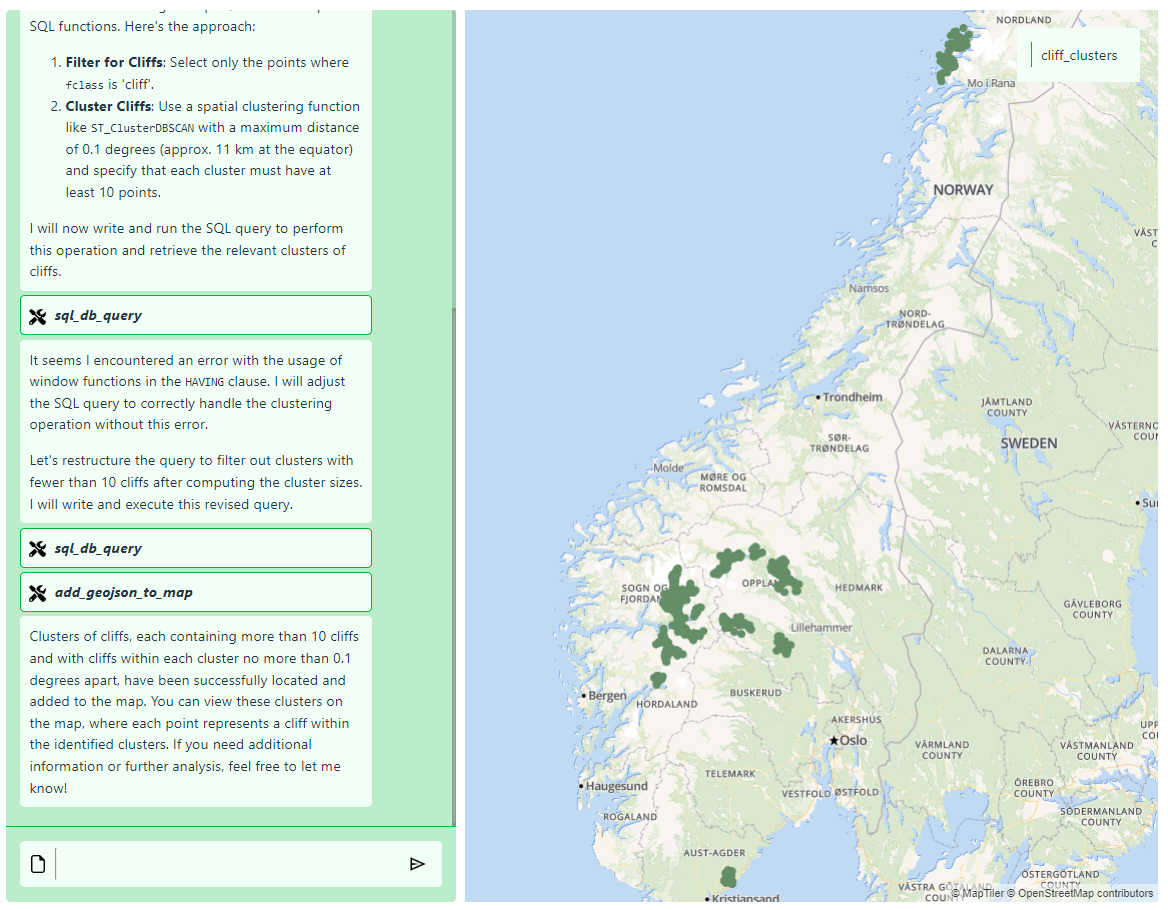 SQL functions. Here's the approach:
1. Filter for Cliffs: Select only the points where
fclass is 'cliff'.
2. Cluster Cliffs: Use a spatial clustering function
like ST_ClusterDBSCAN with a maximum distance
of 0.1 degrees (approx. 11 km at the equator)
and specify that each cluster must have at
least 10 points.
I will now write and run the SQL query to perform
this operation and retrieve the relevant clusters of
cliffs.
sql_db_query
It seems I encountered an error with the usage of
window functions in the HAVING clause. I will adjust
the SQL query to correctly handle the clustering
operation without this error.
Let's restructure the query to filter out clusters with
fewer than 10 cliffs after computing the cluster sizes.
I will write and execute this revised query.
sql_db_query
add_geojson_to_map
Clusters of cliffs, each containing more than 10 cliffs
and with cliffs within each cluster no more than 0.1
degrees apart, have been successfully located and
added to the map. You can view these clusters on
the map, where each point represents a cliff within
the identified clusters. If you need additional
information or further analysis, feel free to let me
know!
NORDLAND
cliff_clusters
Mo i Rana
NORWAY
VÄST
Namsos
NORD-
TRØNDELAG
Trondheim
JÄMTLAND
COUNTY
VÄSTERNO
COUN
SØR-
TRØNDELAG
SWEDEN
Molde
MØRE OG
ROMSDAL
Sun
SOGN OG
FJORDAN
OPPLA
HEDMARK
GÄVLEBORG
COUNTY
Lillehammer
DALARNA
COUNTY
Bergen
HORDALAND
BUSKERUD
AKERSHUS
Oslo
UPP
CO
VÄRMLAND
COUNTY
VÄSTMANLAND
COUNTY
TELEMARK
Haugesund
VESTFOLD
ØSTFOLD
ÖREBRO
COUNTY
ROGALAND
SÖDERMANLAND
COUNTY
AUST-AGDER
ÖSTERGÖTLAND
COUNTY
VÄSTRA GÖTALAND
COUN
Kristiansand
© MapTiler © OpenStreetMap contributors